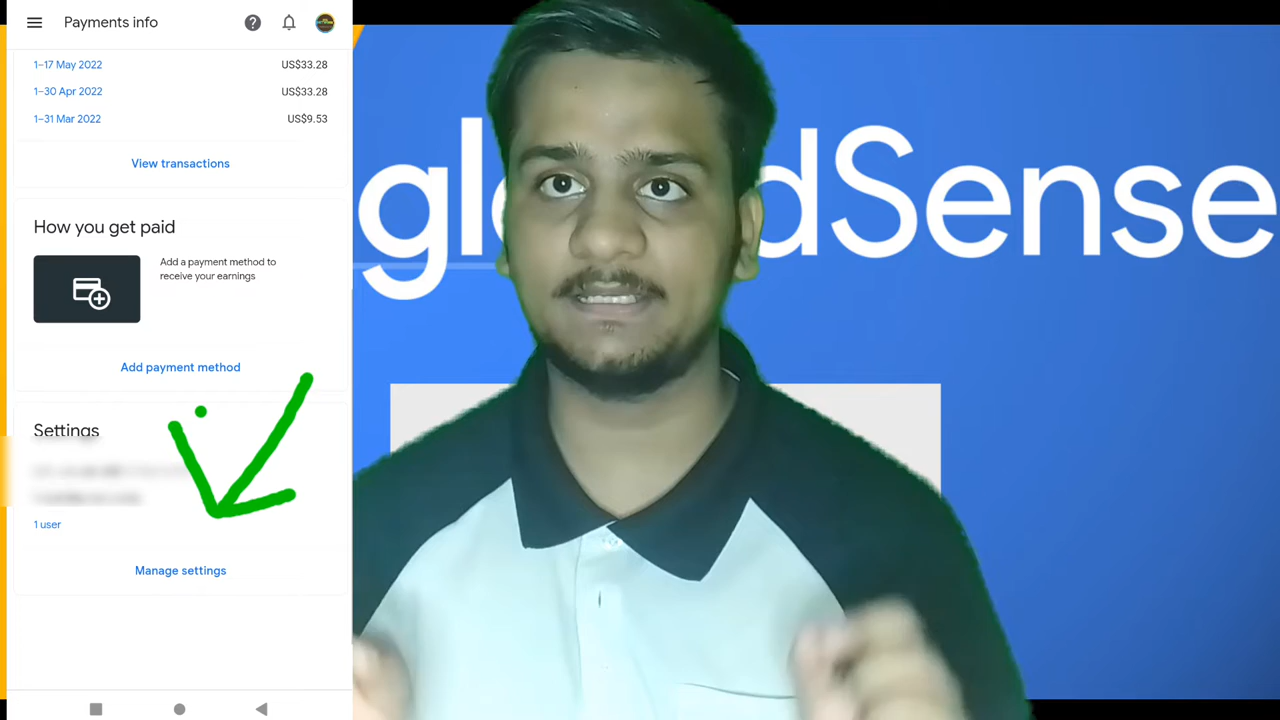 Payments info
1–17 May 2022 US$33.28
1–30 Apr 2022 US$33.28
1–31 Mar 2022 US$9.53
View transactions
How you get paid
Add a payment method to
receive your earnings
Add payment method
Settings
1 user
Manage settings
gl dSense